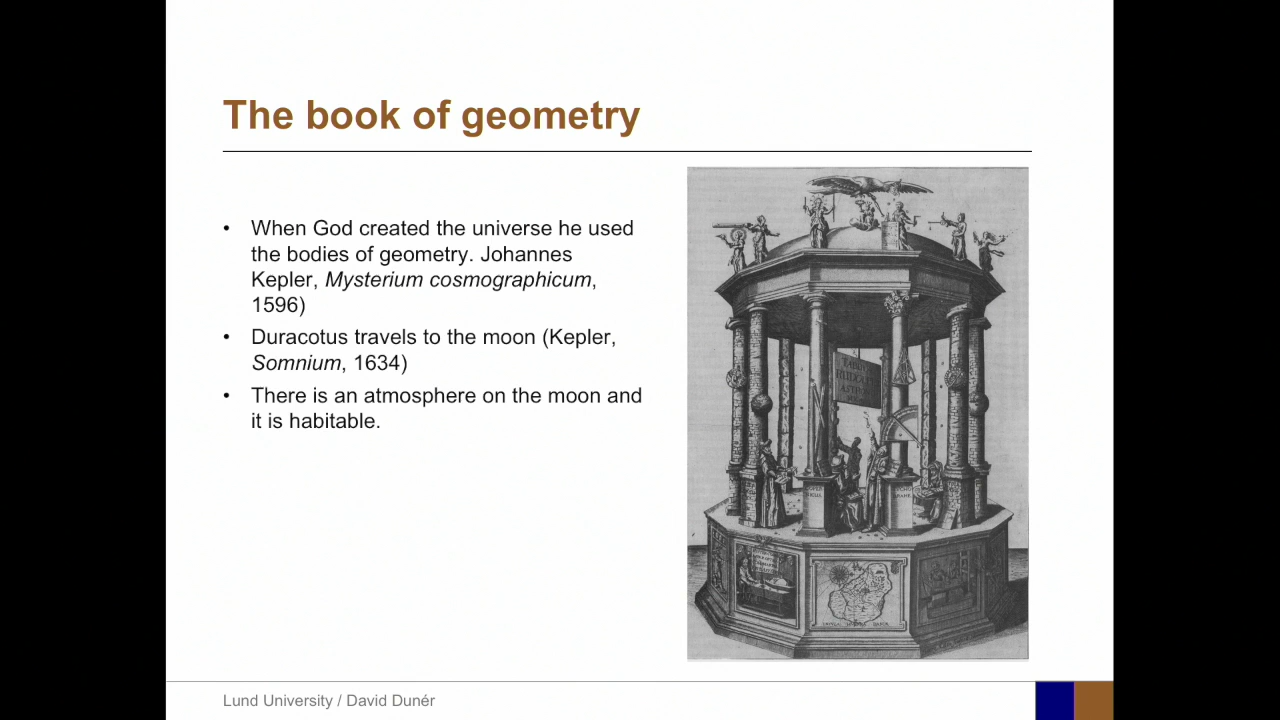 The book of geometry
• When God created the universe he used
the bodies of geometry. Johannes
Kepler, Mysterium cosmographicum,
1596)
• Duracotus travels to the moon (Kepler,
Somnium, 1634)
• There is an atmosphere on the moon and
it is habitable.
Lund University / David Dunér